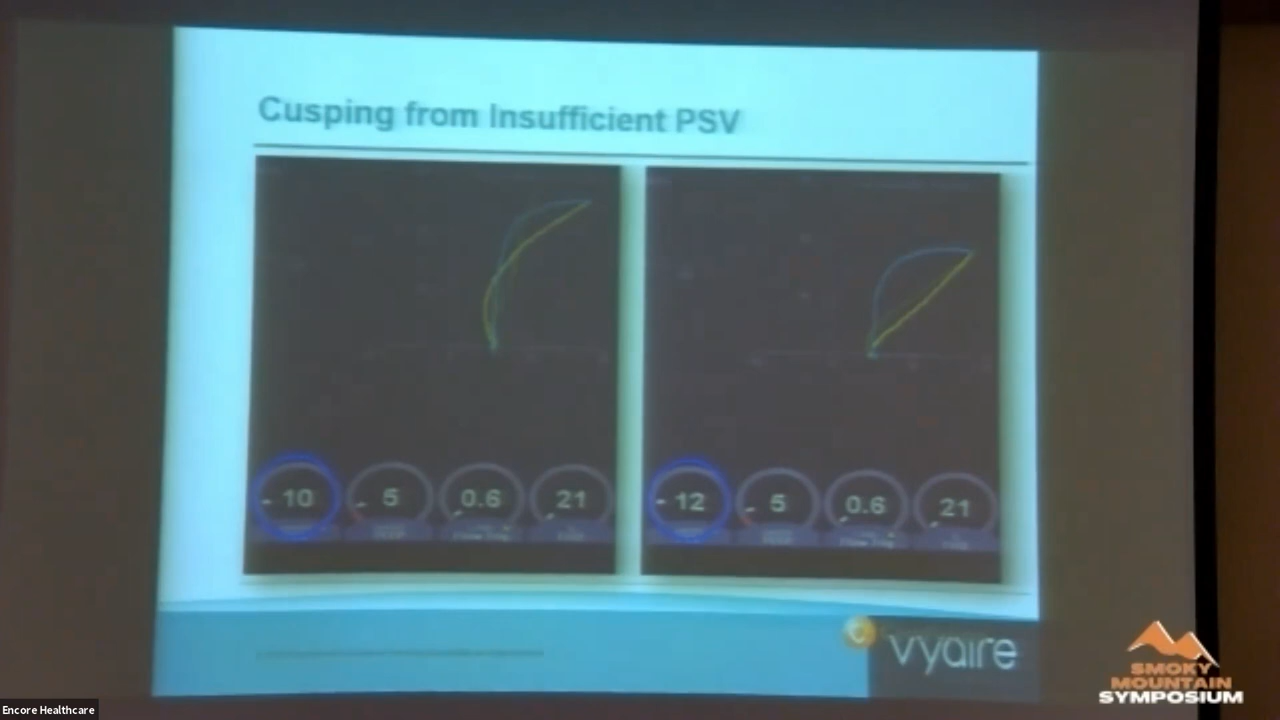 Cusping from Insufficient PSV
10 5 0.6 21
12 5 0.6 21
vyaire
SMOKY
MOUNTAIN
SYMPOSIUM
Encore Healthcare